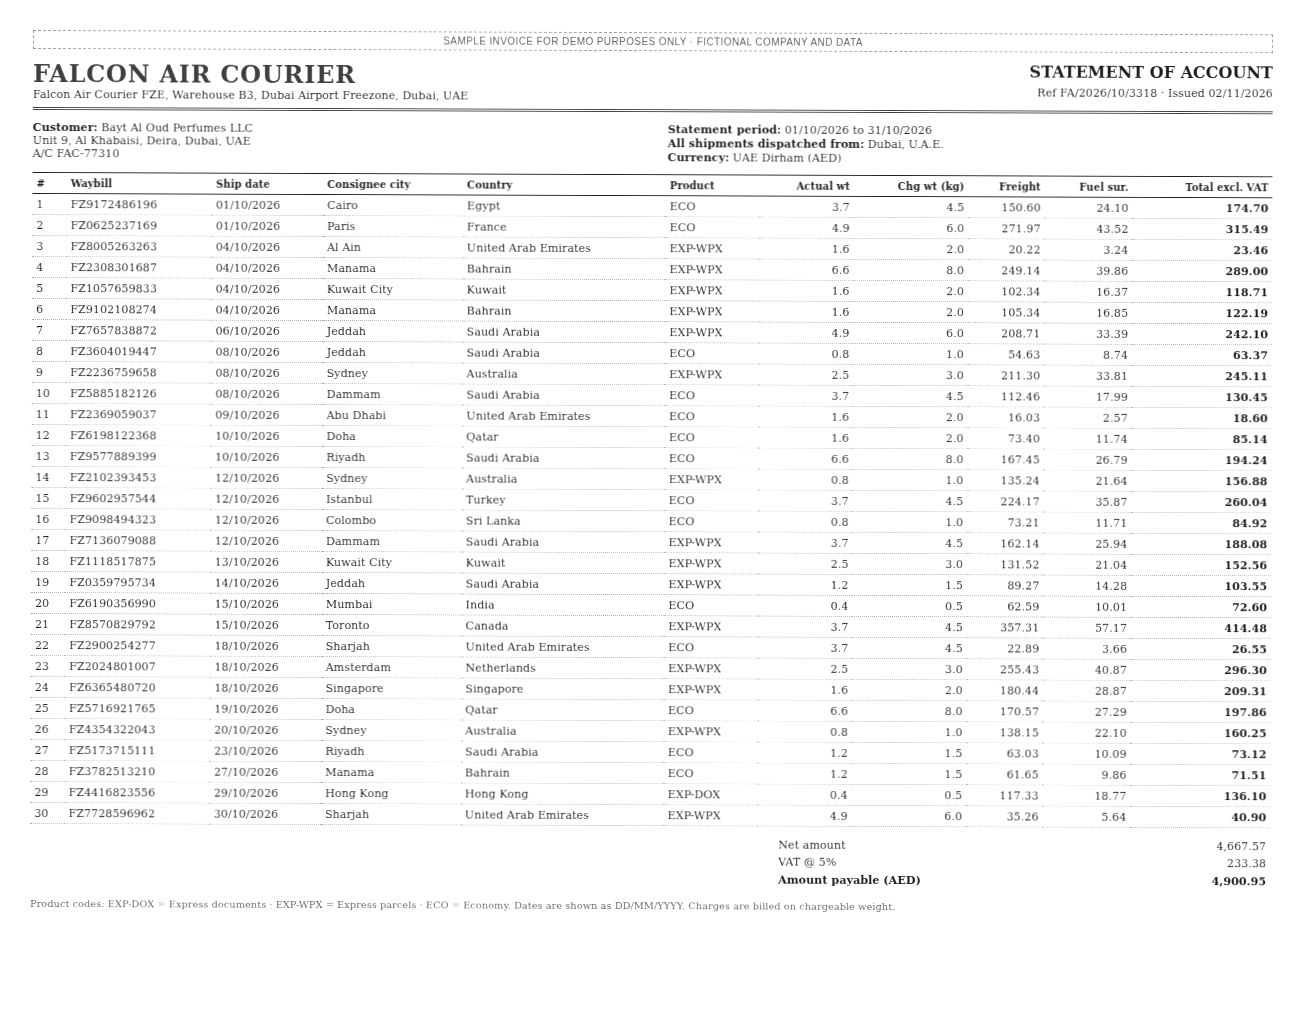 SAMPLE INVOICE FOR DEMO PURPOSES ONLY · FICTIONAL COMPANY AND DATA
FALCON AIR COURIER
STATEMENT OF ACCOUNT
Falcon Air Courier FZE, Warehouse B3, Dubai Airport Freezone, Dubai, UAE
Ref FA/2026/10/3318 · Issued 02/11/2026
Customer: Bayt Al Oud Perfumes LLC
Unit 9, Al Khabaisi, Deira, Dubai, UAE
A/C FAC-77310
Statement period: 01/10/2026 to 31/10/2026
All shipments dispatched from: Dubai, U.A.E.
Currency: UAE Dirham (AED)
# Waybill Ship date Consignee city Country Product Actual wt Chg wt (kg) Freight Fuel sur. Total excl. VAT
1 FZ9172486196 01/10/2026 Cairo Egypt ECO 3.7 4.5 150.60 24.10 174.70
2 FZ0625237169 01/10/2026 Paris France ECO 4.9 6.0 271.97 43.52 315.49
3 FZ8005263263 04/10/2026 Al Ain United Arab Emirates EXP-WPX 1.6 2.0 20.22 3.24 23.46
4 FZ2308301687 04/10/2026 Manama Bahrain EXP-WPX 6.6 8.0 249.14 39.86 289.00
5 FZ1057659833 04/10/2026 Kuwait City Kuwait EXP-WPX 1.6 2.0 102.34 16.37 118.71
6 FZ9102108274 04/10/2026 Manama Bahrain EXP-WPX 1.6 2.0 105.34 16.85 122.19
7 FZ7657838872 06/10/2026 Jeddah Saudi Arabia EXP-WPX 4.9 6.0 208.71 33.39 242.10
8 FZ3604019447 08/10/2026 Jeddah Saudi Arabia ECO 0.8 1.0 54.63 8.74 63.37
9 FZ2236759658 08/10/2026 Sydney Australia EXP-WPX 2.5 3.0 211.30 33.81 245.11
10 FZ5885182126 08/10/2026 Dammam Saudi Arabia ECO 3.7 4.5 112.46 17.99 130.45
11 FZ2369059037 09/10/2026 Abu Dhabi United Arab Emirates ECO 1.6 2.0 16.03 2.57 18.60
12 FZ6198122368 10/10/2026 Doha Qatar ECO 1.6 2.0 73.40 11.74 85.14
13 FZ9577889399 10/10/2026 Riyadh Saudi Arabia ECO 6.6 8.0 167.45 26.79 194.24
14 FZ2102393453 12/10/2026 Sydney Australia EXP-WPX 0.8 1.0 135.24 21.64 156.88
15 FZ9602957544 12/10/2026 Istanbul Turkey ECO 3.7 4.5 224.17 35.87 260.04
16 FZ9098494323 12/10/2026 Colombo Sri Lanka ECO 0.8 1.0 73.21 11.71 84.92
17 FZ7136079088 12/10/2026 Dammam Saudi Arabia EXP-WPX 3.7 4.5 162.14 25.94 188.08
18 FZ1118517875 13/10/2026 Kuwait City Kuwait EXP-WPX 2.5 3.0 131.52 21.04 152.56
19 FZ0359795734 14/10/2026 Jeddah Saudi Arabia EXP-WPX 1.2 1.5 89.27 14.28 103.55
20 FZ6190356990 15/10/2026 Mumbai India ECO 0.4 0.5 62.59 10.01 72.60
21 FZ8570829792 15/10/2026 Toronto Canada EXP-WPX 3.7 4.5 357.31 57.17 414.48
22 FZ2900254277 18/10/2026 Sharjah United Arab Emirates ECO 3.7 4.5 22.89 3.66 26.55
23 FZ2024801007 18/10/2026 Amsterdam Netherlands EXP-WPX 2.5 3.0 255.43 40.87 296.30
24 FZ6365480720 18/10/2026 Singapore Singapore EXP-WPX 1.6 2.0 180.44 28.87 209.31
25 FZ5716921765 19/10/2026 Doha Qatar ECO 6.6 8.0 170.57 27.29 197.86
26 FZ4354322043 20/10/2026 Sydney Australia EXP-WPX 0.8 1.0 138.15 22.10 160.25
27 FZ5173715111 23/10/2026 Riyadh Saudi Arabia ECO 1.2 1.5 63.03 10.09 73.12
28 FZ3782513210 27/10/2026 Manama Bahrain ECO 1.2 1.5 61.65 9.86 71.51
29 FZ4416823556 29/10/2026 Hong Kong Hong Kong EXP-DOX 0.4 0.5 117.33 18.77 136.10
30 FZ7728596962 30/10/2026 Sharjah United Arab Emirates EXP-WPX 4.9 6.0 35.26 5.64 40.90
Net amount 4,667.57
VAT @ 5% 233.38
Amount payable (AED) 4,900.95
Product codes: EXP-DOX = Express documents · EXP-WPX = Express parcels · ECO = Economy. Dates are shown as DD/MM/YYYY. Charges are billed on chargeable weight.